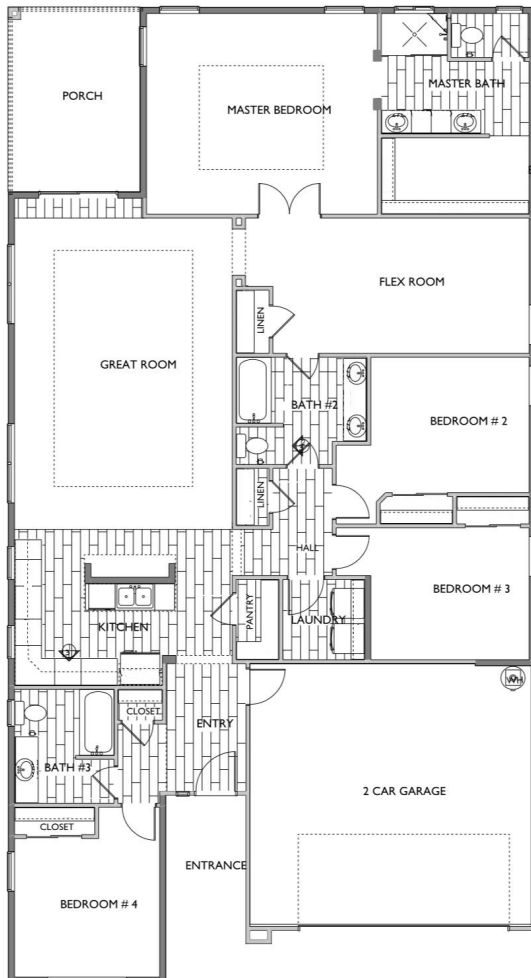 PORCH
MASTER BEDROOM
MASTER BATH
FLEX ROOM
LINEN
GREAT ROOM
BATH #2
BEDROOM # 2
LINEN
HALL
BEDROOM # 3
PANTRY
LAUNDRY
KITCHEN
WH
CLOSET
ENTRY
BATH #3
2 CAR GARAGE
CLOSET
ENTRANCE
BEDROOM # 4